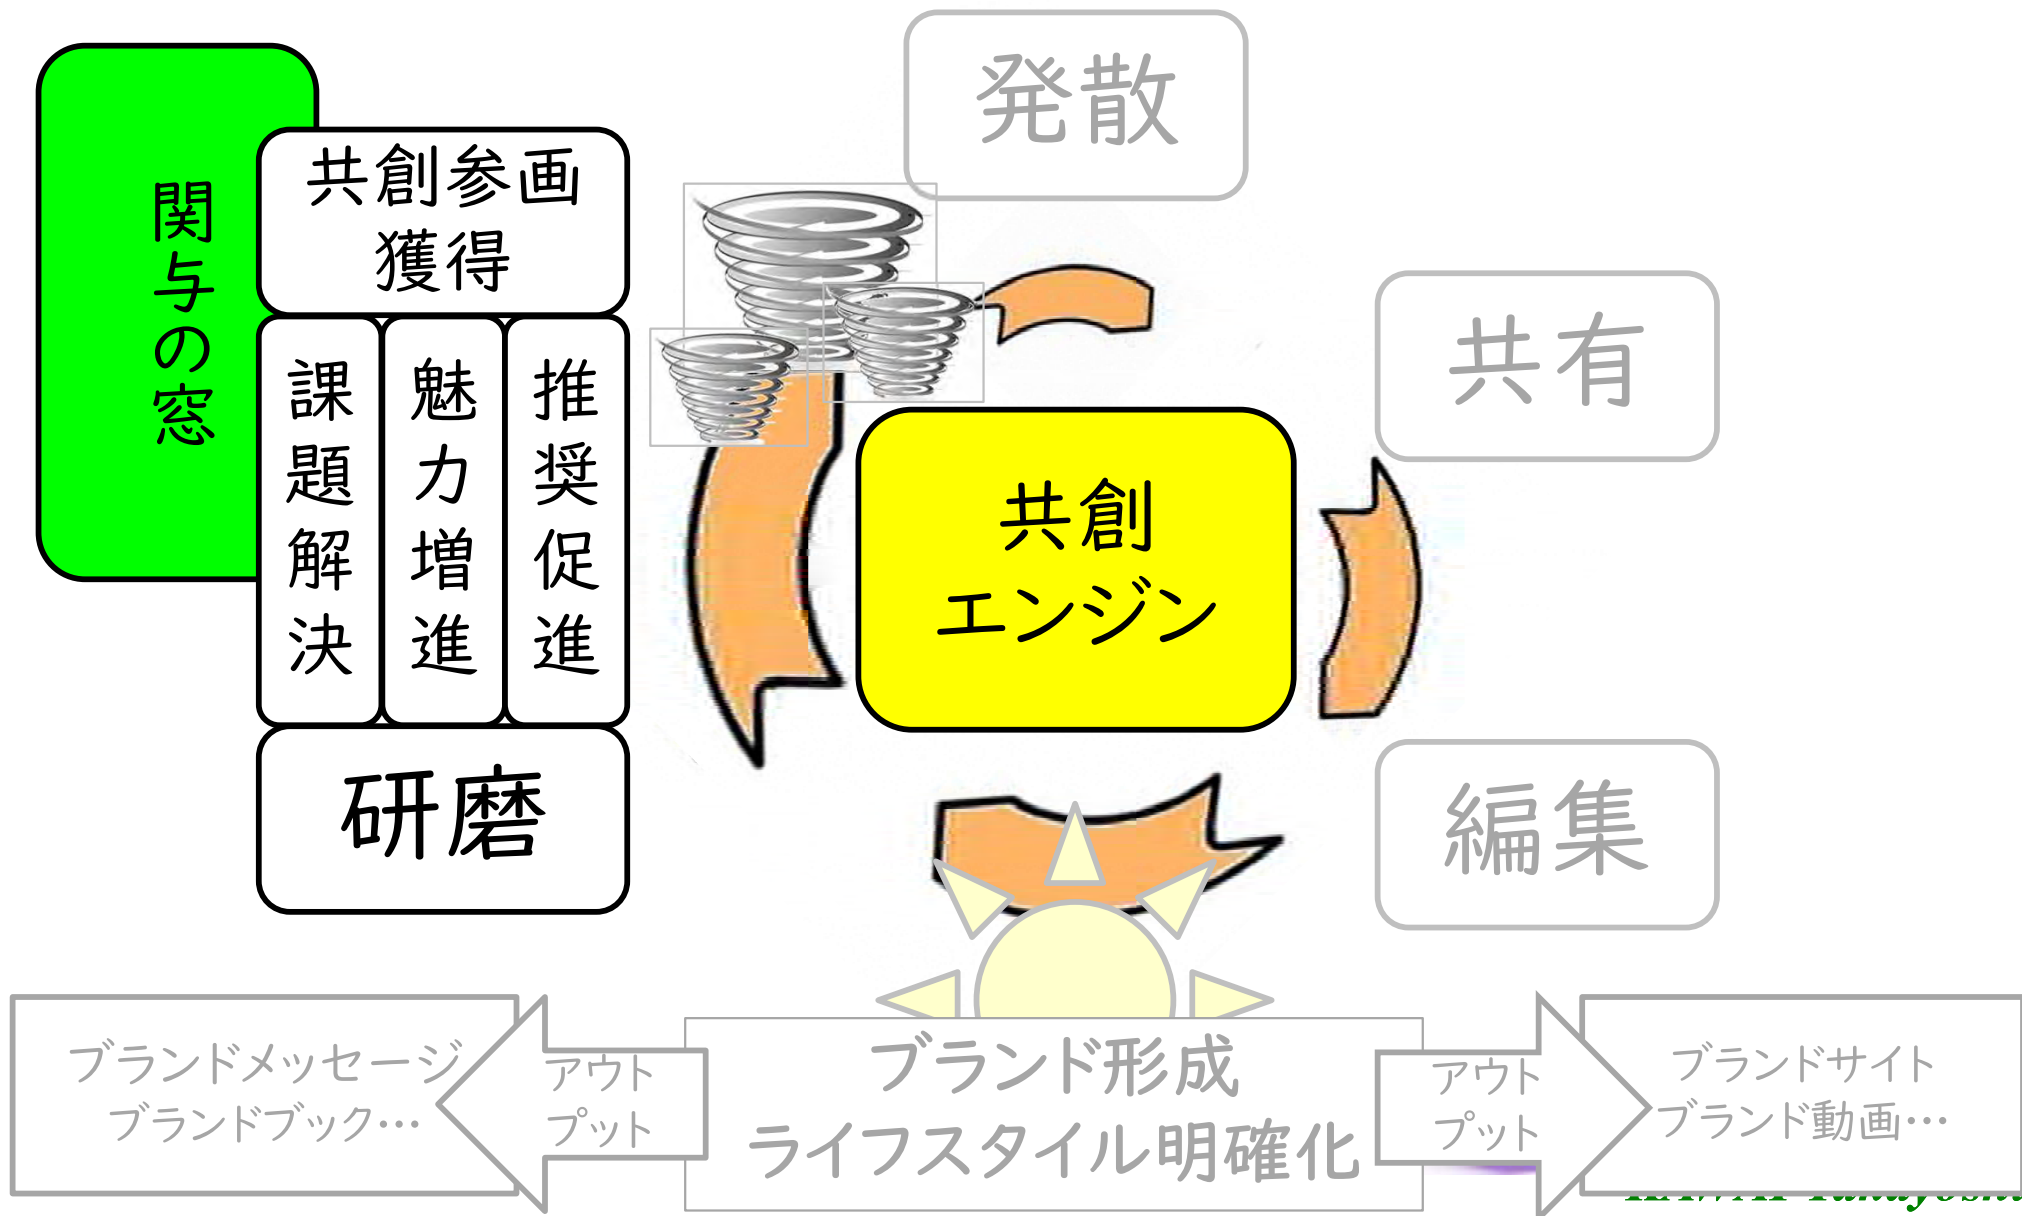 発散
関与の窓
共創参画
獲得
課題解決
魅力増進
推奨促進
研磨
共有
共創
エンジン
編集
ブランドメッセージ
ブランドブック…
アウト
プット
ブランド形成
ライフスタイル明確化
アウト
プット
ブランドサイト
ブランド動画…